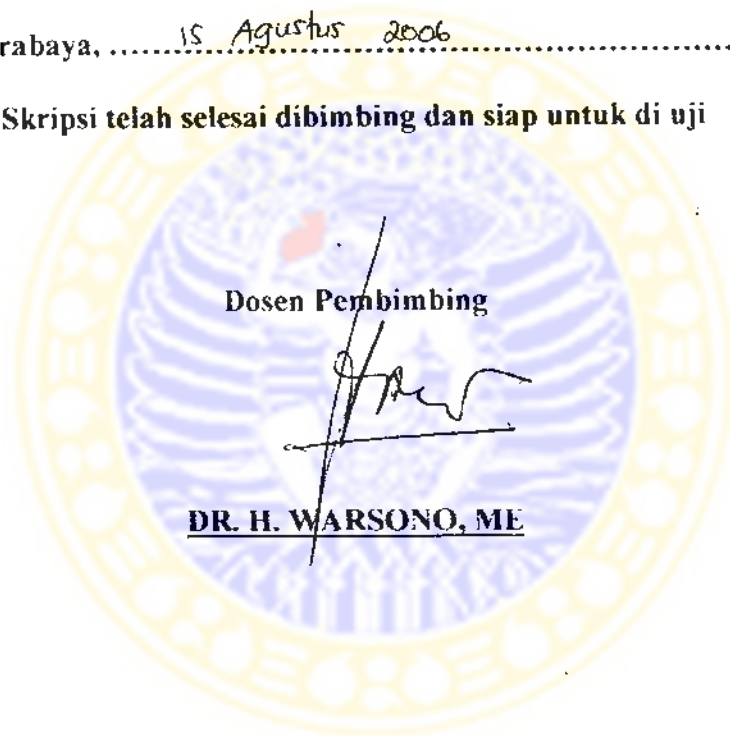 rabaya, ......15 Agustus 2006..............................
Skripsi telah selesai dibimbing dan siap untuk di uji
Dosen Pembimbing
DR. H. WARSONO, ME